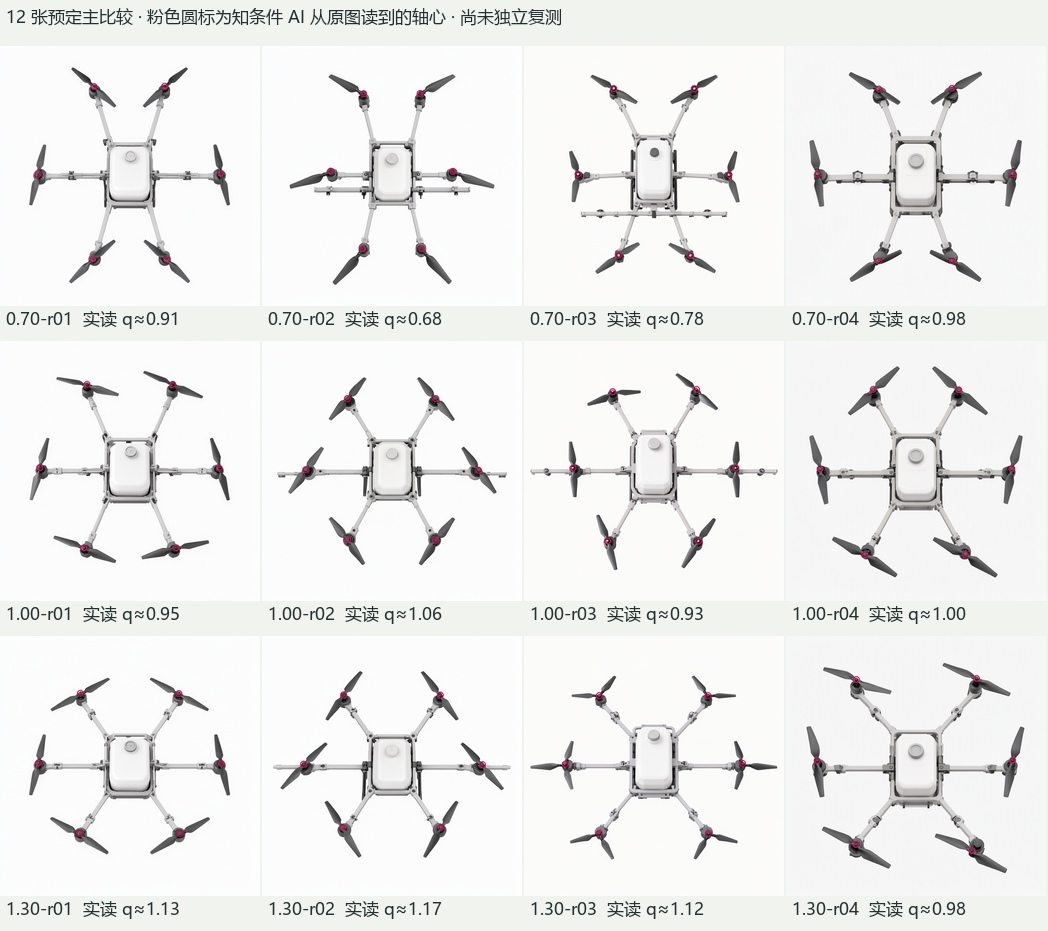 12 张预定主比较 · 粉色圆标为知条件 AI 从原图读到的轴心 · 尚未独立复测
0.70-r01 实读 q≈0.91
0.70-r02 实读 q≈0.68
0.70-r03 实读 q≈0.78
0.70-r04 实读 q≈0.98
1.00-r01 实读 q≈0.95
1.00-r02 实读 q≈1.06
1.00-r03 实读 q≈0.93
1.00-r04 实读 q≈1.00
1.30-r01 实读 q≈1.13
1.30-r02 实读 q≈1.17
1.30-r03 实读 q≈1.12
1.30-r04 实读 q≈0.98